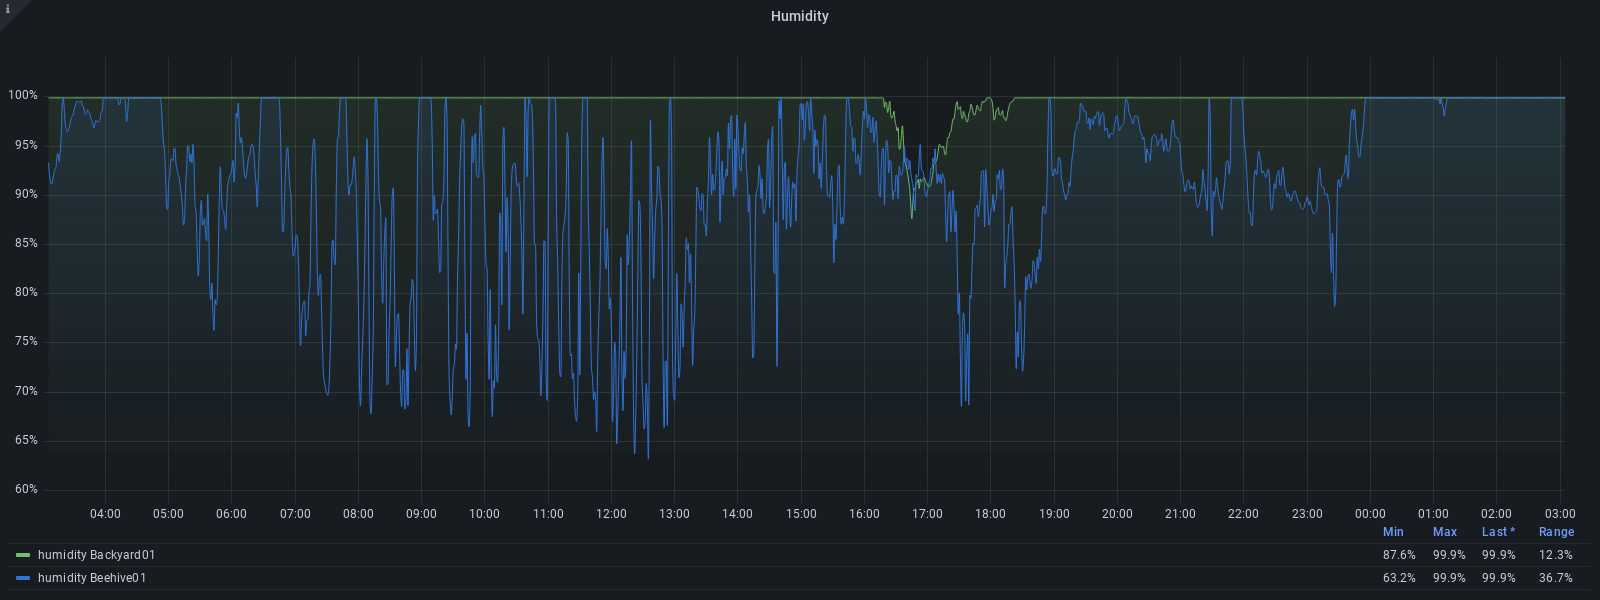 i
Humidity
100%
95%
90%
85%
80%
75%
70%
65%
60%
04:00 05:00 06:00 07:00 08:00 09:00 10:00 11:00 12:00 13:00 14:00 15:00 16:00 17:00 18:00 19:00 20:00 21:00 22:00 23:00 00:00 01:00 02:00 03:00
Min Max Last * Range
humidity Backyard01 87.6% 99.9% 99.9% 12.3%
humidity Beehive01 63.2% 99.9% 99.9% 36.7%